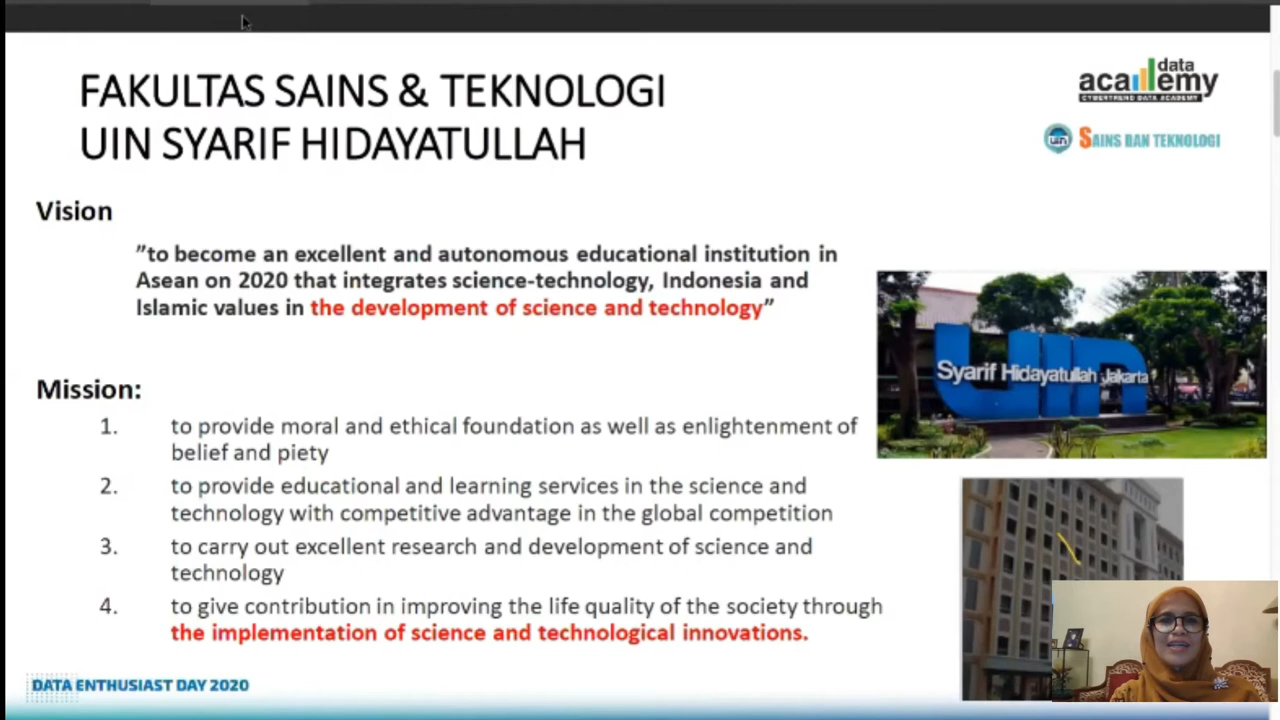 FAKULTAS SAINS & TEKNOLOGI
UIN SYARIF HIDAYATULLAH
data
academy
CYBERTREND DATA ACADEMY
uin SAINS DAN TEKNOLOGI
Vision
”to become an excellent and autonomous educational institution in
Asean on 2020 that integrates science-technology, Indonesia and
Islamic values in the development of science and technology”
Syarif Hidayatullah Jakarta
Mission:
1. to provide moral and ethical foundation as well as enlightenment of
belief and piety
2. to provide educational and learning services in the science and
technology with competitive advantage in the global competition
3. to carry out excellent research and development of science and
technology
4. to give contribution in improving the life quality of the society through
the implementation of science and technological innovations.
DATA ENTHUSIAST DAY 2020